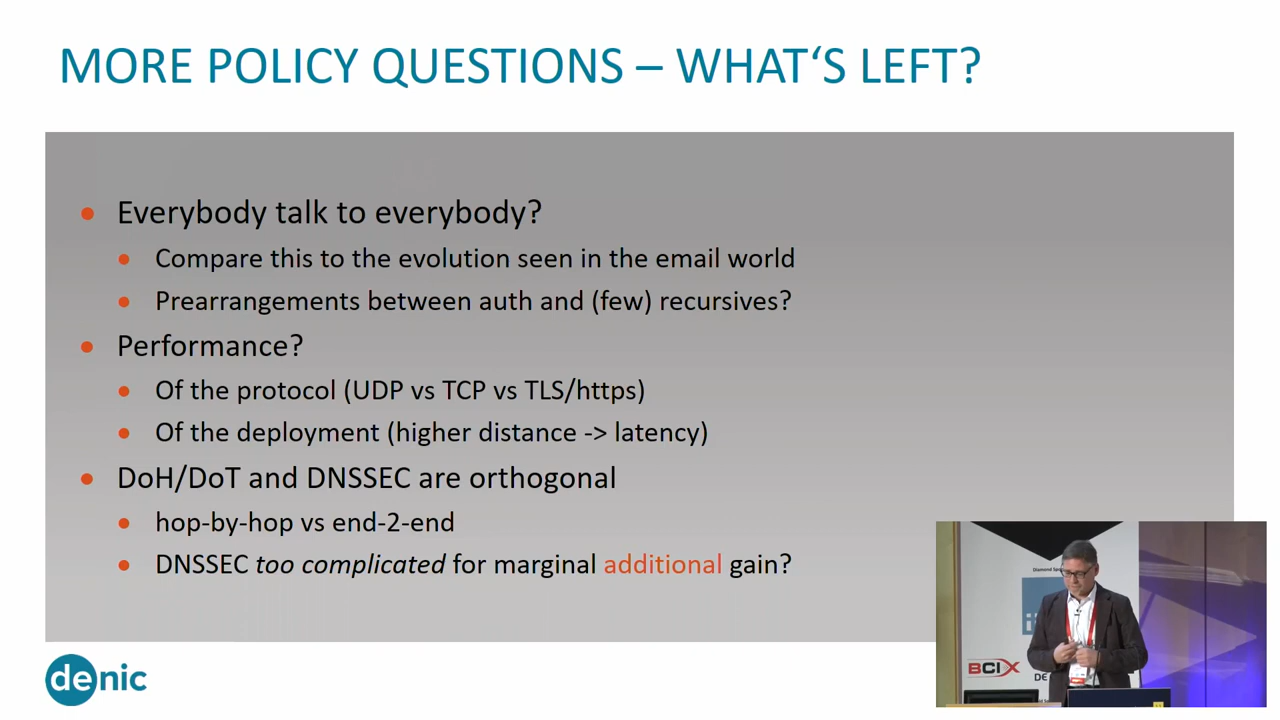 MORE POLICY QUESTIONS – WHAT‘S LEFT?
Everybody talk to everybody?
Compare this to the evolution seen in the email world
Prearrangements between auth and (few) recursives?
Performance?
Of the protocol (UDP vs TCP vs TLS/https)
Of the deployment (higher distance -> latency)
DoH/DoT and DNSSEC are orthogonal
hop-by-hop vs end-2-end
DNSSEC too complicated for marginal additional gain?
denic
Diamond
BCIX
DE